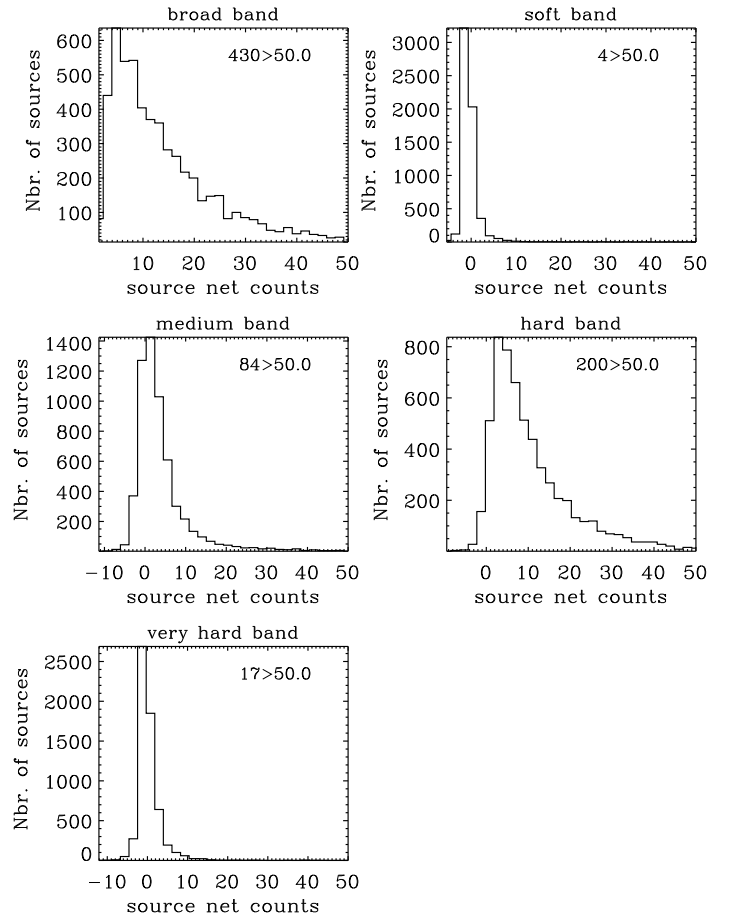 broad band
430>50.0
Nbr. of sources
600
500
400
300
200
100
10 20 30 40 50
source net counts
soft band
4>50.0
Nbr. of sources
3000
2500
2000
1500
1000
500
0
0 10 20 30 40 50
source net counts
medium band
84>50.0
Nbr. of sources
1400
1200
1000
800
600
400
200
−10 0 10 20 30 40 50
source net counts
hard band
200>50.0
Nbr. of sources
800
600
400
200
0 10 20 30 40 50
source net counts
very hard band
17>50.0
Nbr. of sources
2500
2000
1500
1000
500
0
−10 0 10 20 30 40 50
source net counts